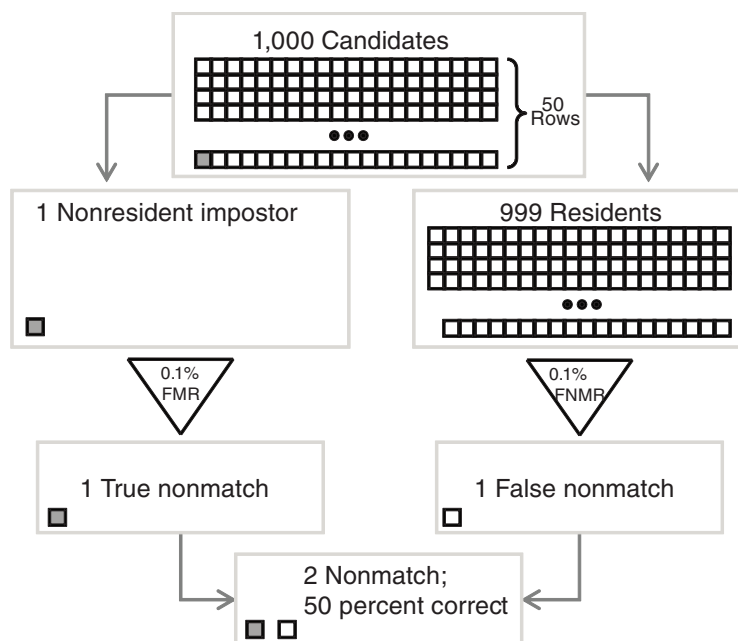 1,000 Candidates
50
Rows
1 Nonresident impostor
999 Residents
0.1%
FMR
0.1%
FNMR
1 True nonmatch
1 False nonmatch
2 Nonmatch;
50 percent correct